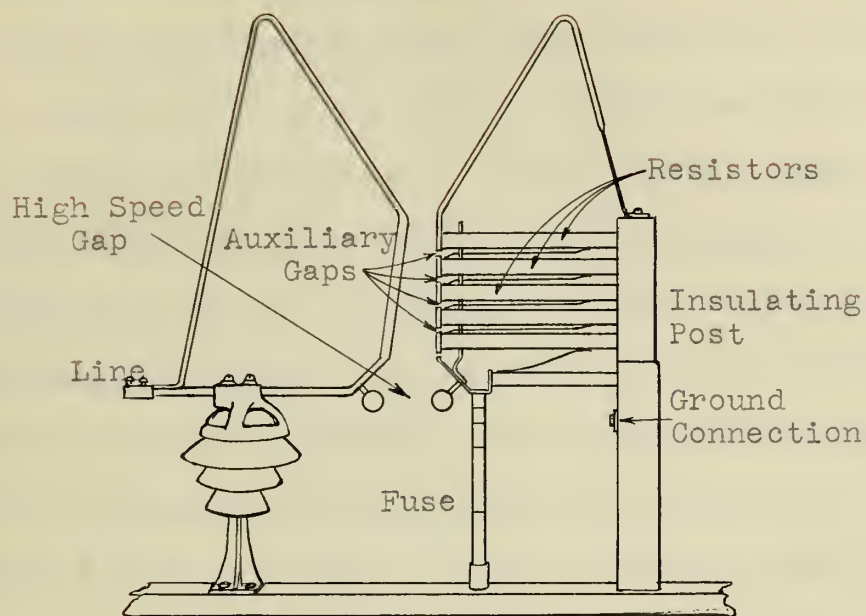 Resistors
High Speed
Gap
Auxiliary
Gaps
Insulating
Post
Line
Ground
Connection
Fuse